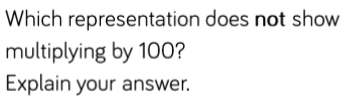 Which representation does not show
multiplying by 100?
Explain your answer.